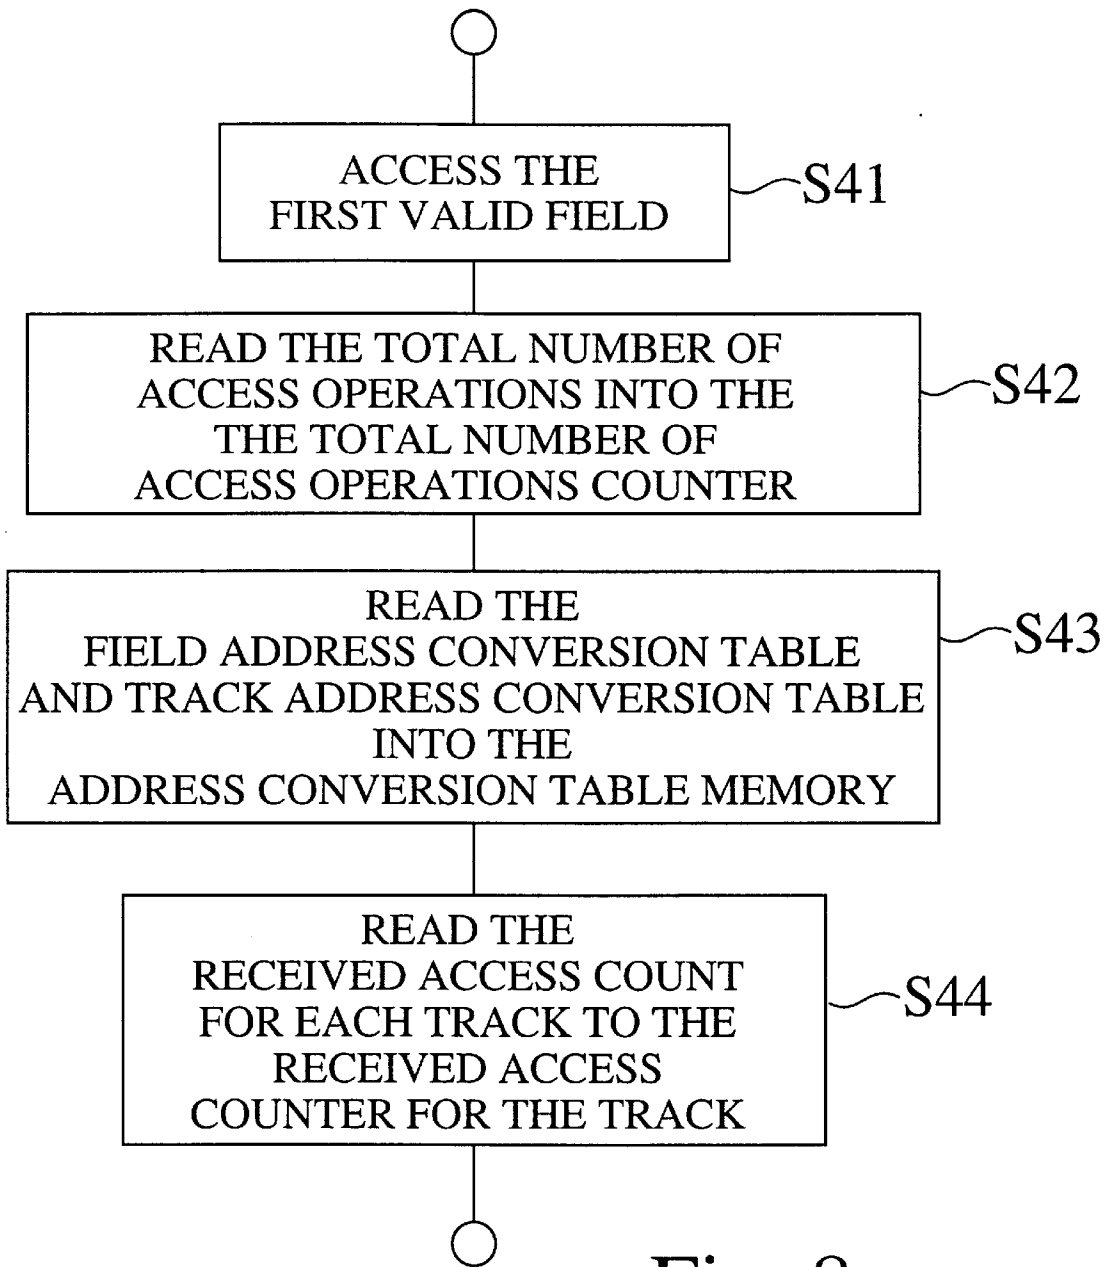 ACCESS THE
FIRST VALID FIELD
S41
READ THE TOTAL NUMBER OF
ACCESS OPERATIONS INTO THE
THE TOTAL NUMBER OF
ACCESS OPERATIONS COUNTER
S42
READ THE
FIELD ADDRESS CONVERSION TABLE
AND TRACK ADDRESS CONVERSION TABLE
INTO THE
ADDRESS CONVERSION TABLE MEMORY
S43
READ THE
RECEIVED ACCESS COUNT
FOR EACH TRACK TO THE
RECEIVED ACCESS
COUNTER FOR THE TRACK
S44